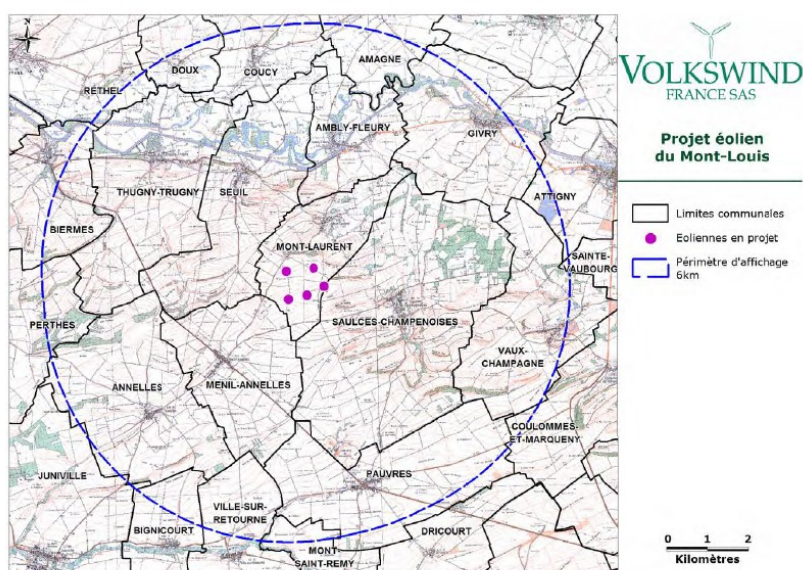 DOUX
COUCY
AMAGNE
RETHEL
AMBLY-FLEURY
GIVRY
THUGNY-TRUGNY
SEUIL
ATTIGNY
BIERMES
MONT-LAURENT
SAINTE-
VAUBOURG
PERTHES
SAULCES-CHAMPENOISES
VAUX-
CHAMPAGNE
ANNELLES
MENIL-ANNELLES
COULOMMES-
ET-MARQUENY
JUNIVILLE
PAUVRES
VILLE-SUR-
RETOURNE
BIGNICOURT
DRICOURT
MONT-
SAINT-REMY
VOLKSWIND
FRANCE SAS
Projet éolien
du Mont-Louis
Limites communales
Eoliennes en projet
Périmètre d'affichage
6km
0 1 2
Kilomètres